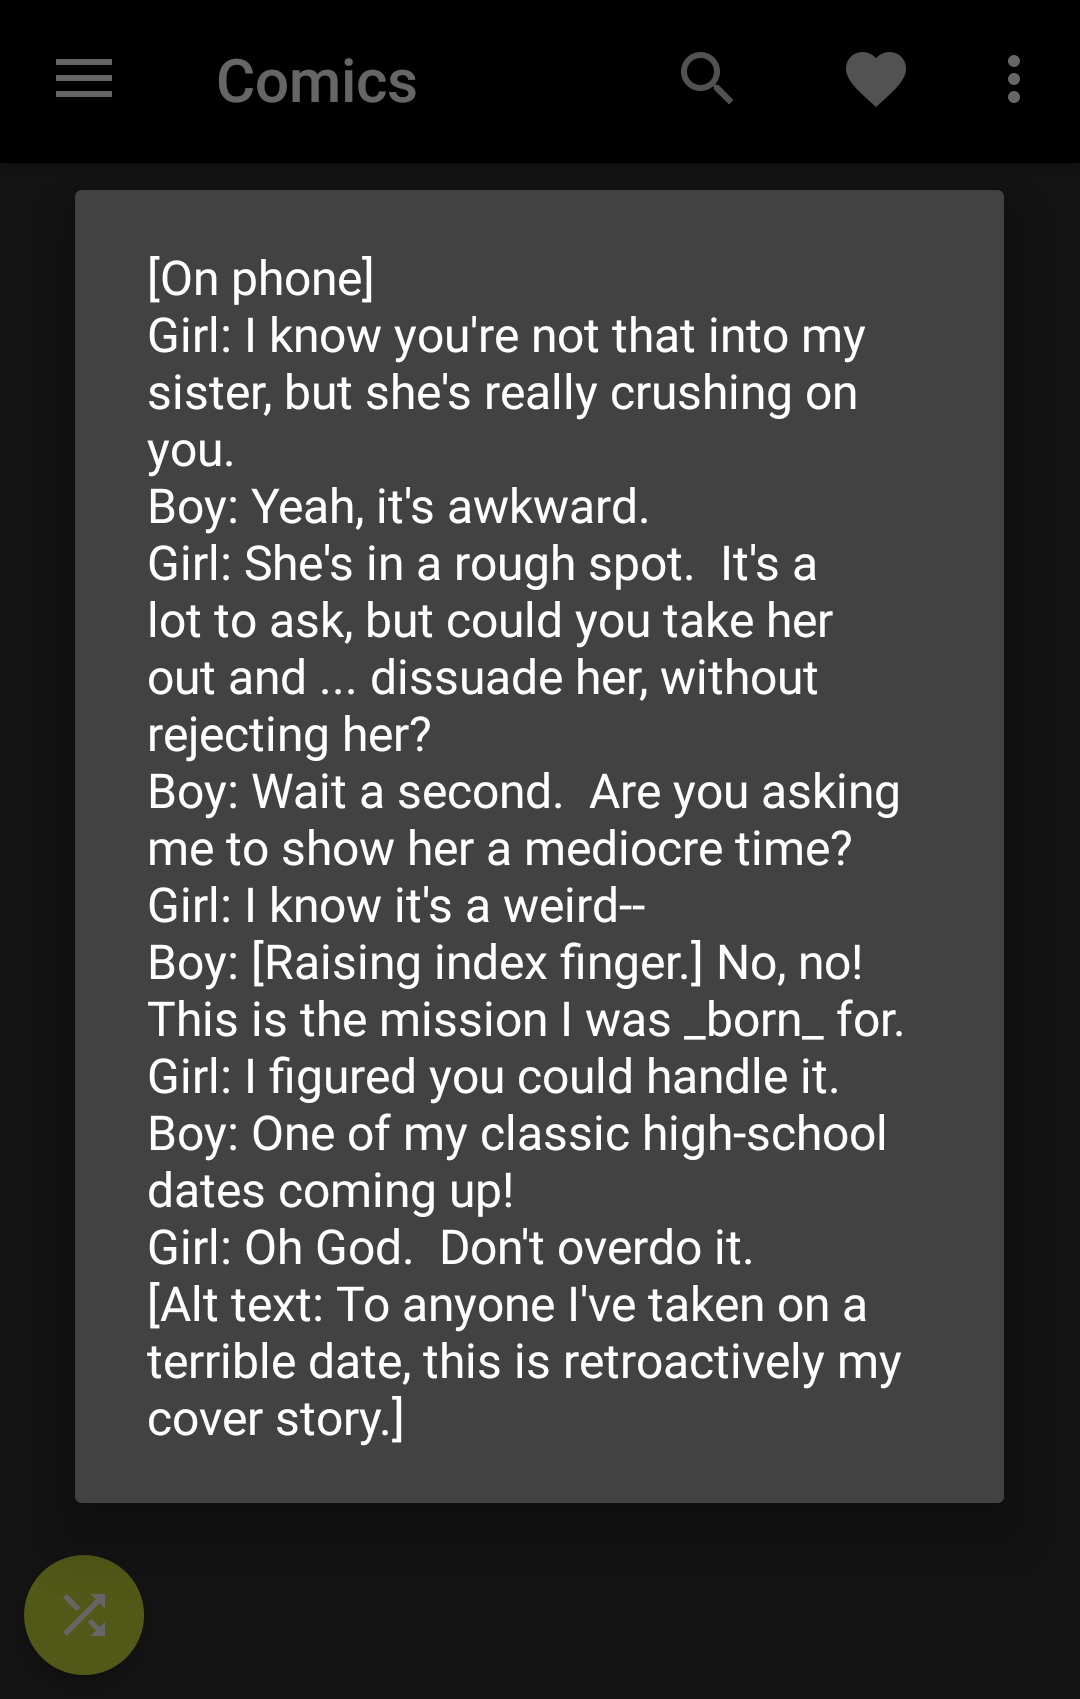 Comics
[On phone]
Girl: I know you're not that into my
sister, but she's really crushing on
you.
Boy: Yeah, it's awkward.
Girl: She's in a rough spot.  It's a
lot to ask, but could you take her
out and ... dissuade her, without
rejecting her?
Boy: Wait a second.  Are you asking
me to show her a mediocre time?
Girl: I know it's a weird--
Boy: [Raising index finger.] No, no!
This is the mission I was _born_ for.
Girl: I figured you could handle it.
Boy: One of my classic high-school
dates coming up!
Girl: Oh God.  Don't overdo it.
[Alt text: To anyone I've taken on a
terrible date, this is retroactively my
cover story.]